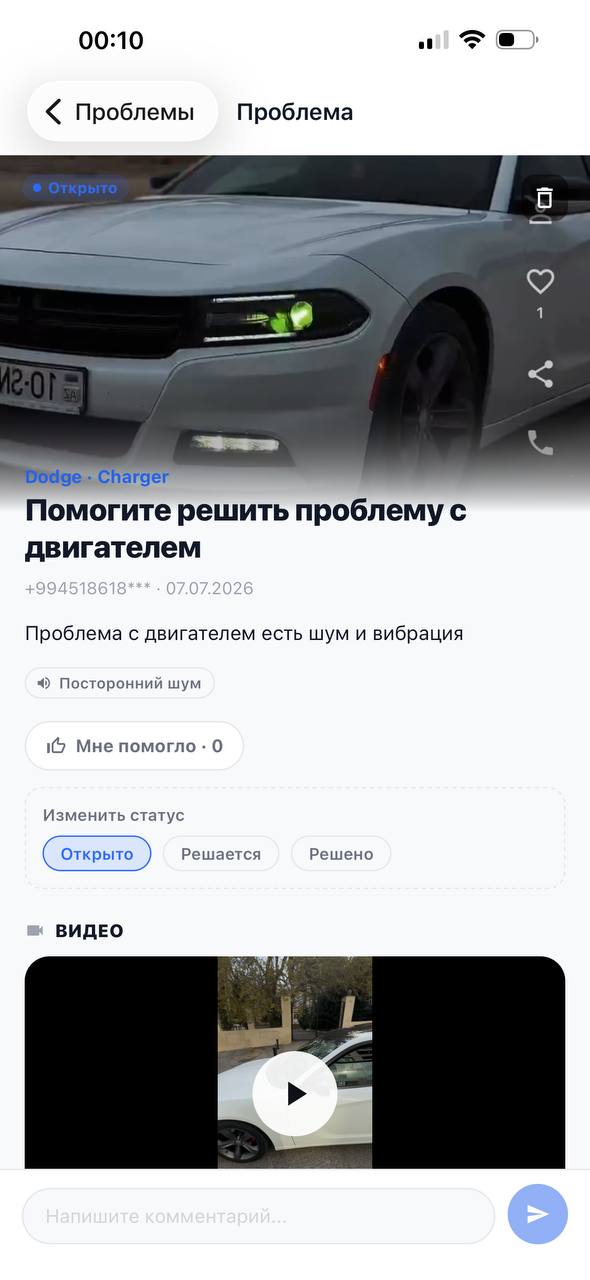 00:10
Проблемы
Проблема
Открыто
1
Dodge · Charger
Помогите решить проблему с
двигателем
+994518618*** · 07.07.2026
Проблема с двигателем есть шум и вибрация
Посторонний шум
Мне помогло · 0
Изменить статус
Открыто
Решается
Решено
ВИДЕО
Напишите комментарий...